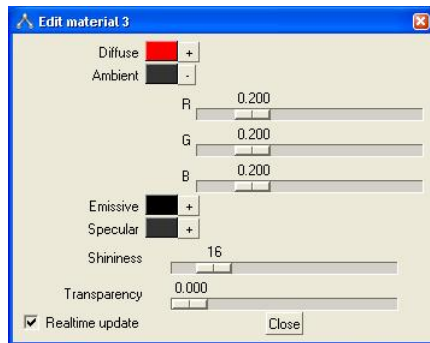 Edit material 3
Diffuse +
Ambient -
0.200
R
0.200
G
0.200
B
Emissive +
Specular +
16
Shininess
0.000
Transparency
Realtime update Close